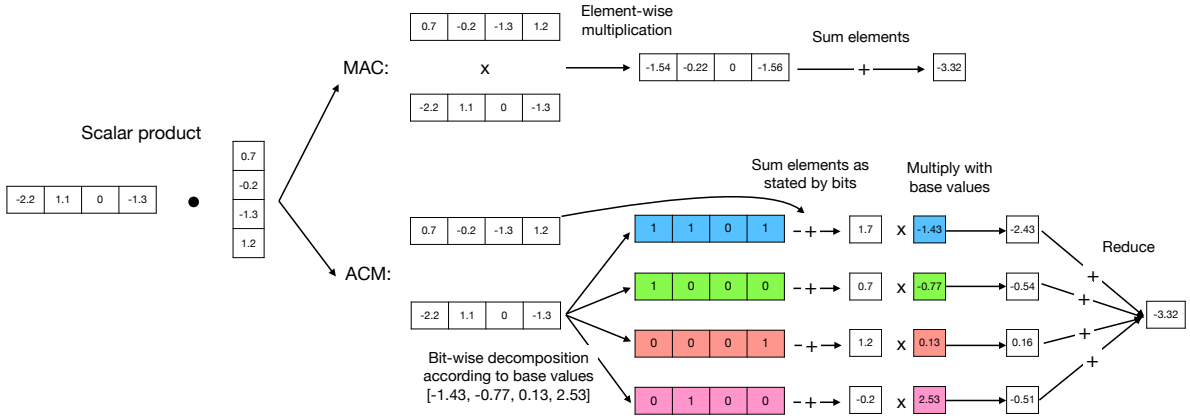 0.7 -0.2 -1.3 1.2
Element-wise
multiplication
MAC:
x
-1.54 -0.22 0 -1.56
Sum elements
+
-3.32
-2.2 1.1 0 -1.3
Scalar product
-2.2 1.1 0 -1.3
0.7
-0.2
-1.3
1.2
ACM:
0.7 -0.2 -1.3 1.2
-2.2 1.1 0 -1.3
Bit-wise decomposition
according to base values
[-1.43, -0.77, 0.13, 2.53]
Sum elements as
stated by bits
Multiply with
base values
1 1 0 1 + 1.7 x -1.43 -2.43
1 0 0 0 + 0.7 x -0.77 -0.54
0 0 0 1 + 1.2 x 0.13 0.16
0 1 0 0 + -0.2 x 2.53 -0.51
Reduce
+
+
+
+
-3.32